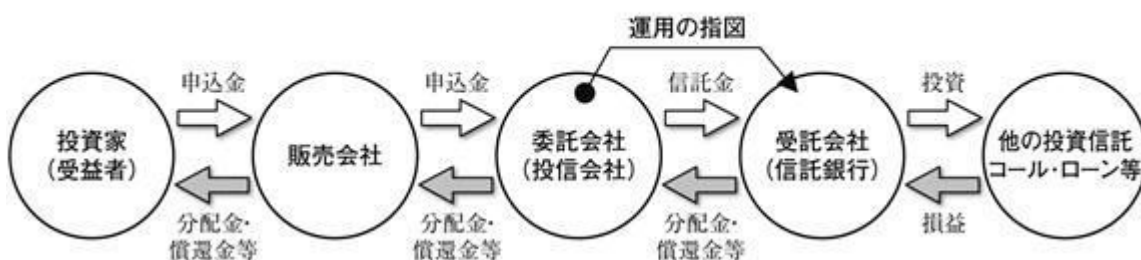 運用の指図
申込金
申込金
信託金
投資
投資家
(受益者)
販売会社
委託会社
(投信会社)
受託会社
(信託銀行)
他の投資信託
コール・ローン等
分配金・
償還金等
分配金・
償還金等
分配金・
償還金等
損益